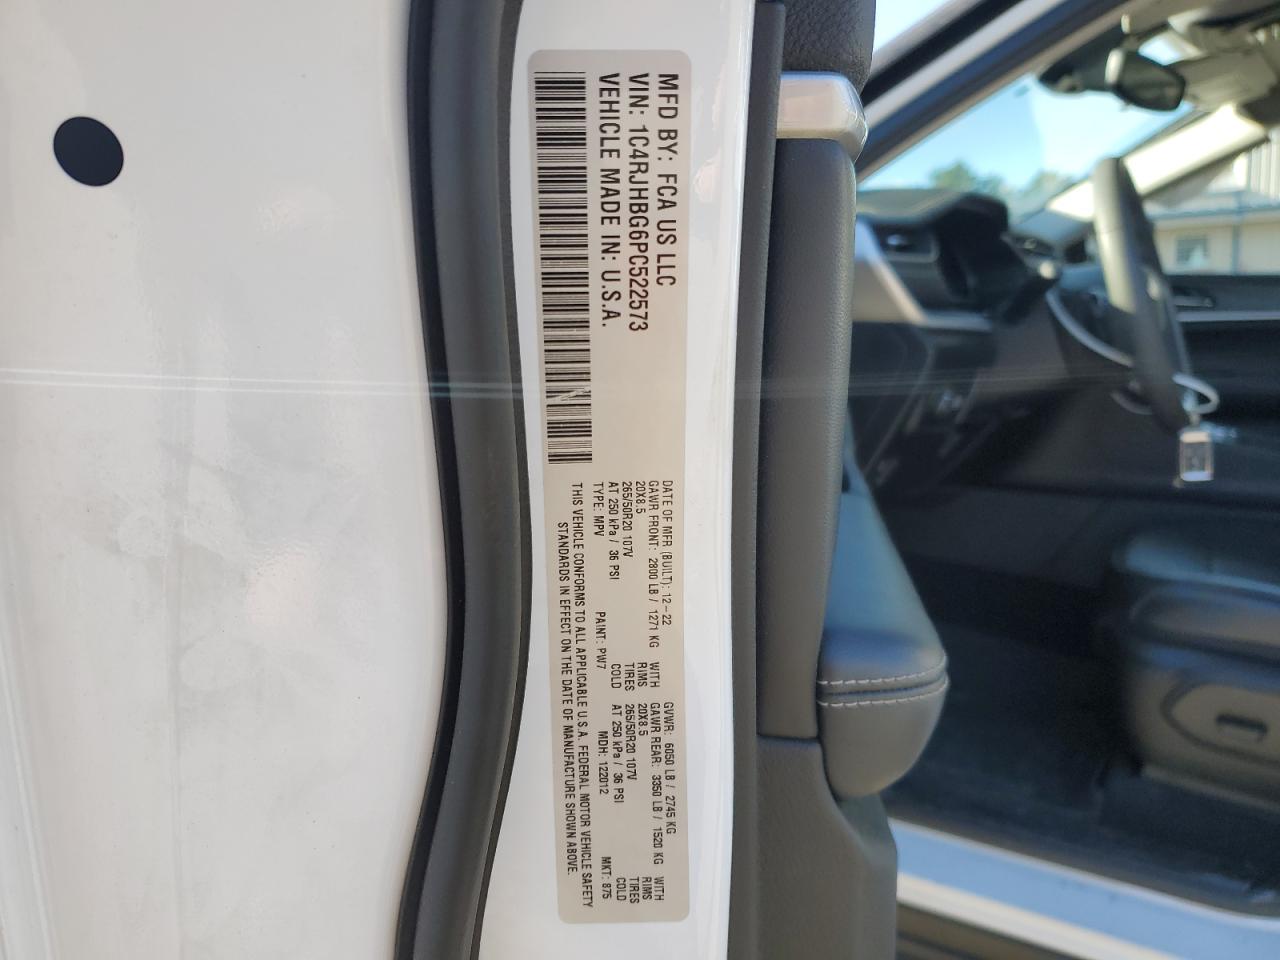 MFD BY: FCA US LLC
VIN: 1C4RJHBG6PC522573
VEHICLE MADE IN: U.S.A.
DATE OF MFR (BUILT): 12-22 GVWR: 6050 LB / 2745 KG
GAWR FRONT: 2800 LB / 1271 KG WITH GAWR REAR: 3350 LB / 1520 KG WITH
20X8.5 RIMS 20X8.5 RIMS
265/50R20 107V TIRES 265/50R20 107V TIRES
AT 250 kPa / 36 PSI COLD AT 250 kPa / 36 PSI COLD
TYPE: MPV PAINT: PW7 MDH: 122012 MKT: 875
THIS VEHICLE CONFORMS TO ALL APPLICABLE U.S.A. FEDERAL MOTOR VEHICLE SAFETY
STANDARDS IN EFFECT ON THE DATE OF MANUFACTURE SHOWN ABOVE.